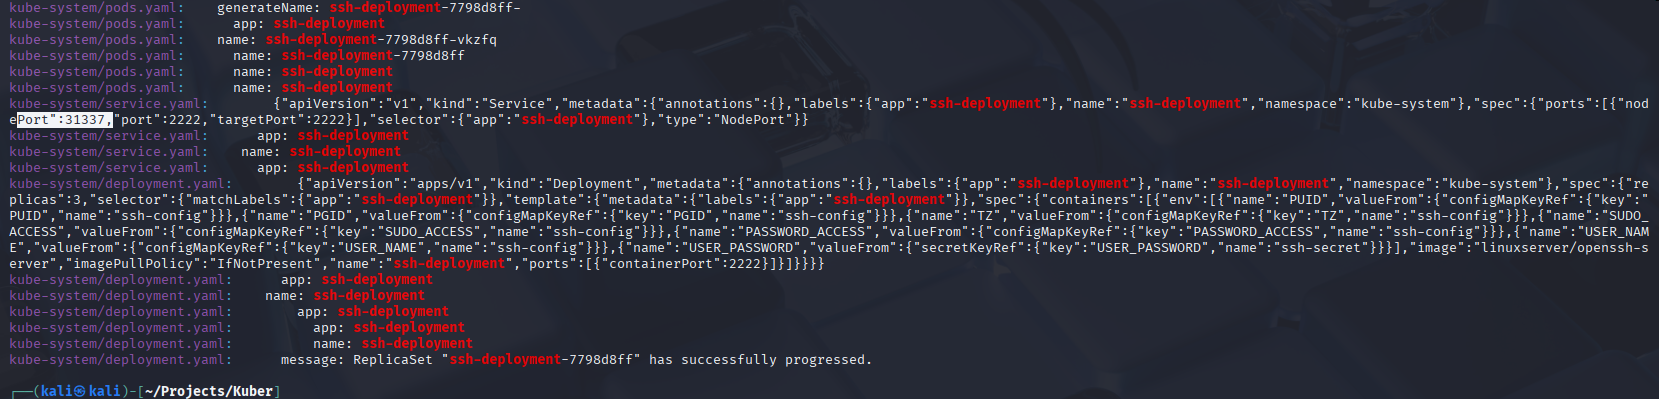 kube-system/pods.yaml:    generateName: ssh-deployment-7798d8ff-
kube-system/pods.yaml:      app: ssh-deployment
kube-system/pods.yaml:    name: ssh-deployment-7798d8ff-vkzfq
kube-system/pods.yaml:      name: ssh-deployment-7798d8ff
kube-system/pods.yaml:      name: ssh-deployment
kube-system/pods.yaml:      name: ssh-deployment
kube-system/service.yaml:        {"apiVersion":"v1","kind":"Service","metadata":{"annotations":{},"labels":{"app":"ssh-deployment"},"name":"ssh-deployment","namespace":"kube-system"},"spec":{"ports":[{"nod
ePort":31337,"port":2222,"targetPort":2222}],"selector":{"app":"ssh-deployment"},"type":"NodePort"}}
kube-system/service.yaml:      app: ssh-deployment
kube-system/service.yaml:    name: ssh-deployment
kube-system/service.yaml:      app: ssh-deployment
kube-system/deployment.yaml:        {"apiVersion":"apps/v1","kind":"Deployment","metadata":{"annotations":{},"labels":{"app":"ssh-deployment"},"name":"ssh-deployment","namespace":"kube-system"},"spec":{"re
plicas":3,"selector":{"matchLabels":{"app":"ssh-deployment"}},"template":{"metadata":{"labels":{"app":"ssh-deployment"}},"spec":{"containers":[{"env":[{"name":"PUID","valueFrom":{"configMapKeyRef":{"key":"
PUID","name":"ssh-config"}}},{"name":"PGID","valueFrom":{"configMapKeyRef":{"key":"PGID","name":"ssh-config"}}},{"name":"TZ","valueFrom":{"configMapKeyRef":{"key":"TZ","name":"ssh-config"}}},{"name":"SUDO_
ACCESS","valueFrom":{"configMapKeyRef":{"key":"SUDO_ACCESS","name":"ssh-config"}}},{"name":"PASSWORD_ACCESS","valueFrom":{"configMapKeyRef":{"key":"PASSWORD_ACCESS","name":"ssh-config"}}},{"name":"USER_NAM
E","valueFrom":{"configMapKeyRef":{"key":"USER_NAME","name":"ssh-config"}}},{"name":"USER_PASSWORD","valueFrom":{"secretKeyRef":{"key":"USER_PASSWORD","name":"ssh-secret"}}}],"image":"linuxserver/openssh-s
erver","imagePullPolicy":"IfNotPresent","name":"ssh-deployment","ports":[{"containerPort":2222}]}]}}}}
kube-system/deployment.yaml:      app: ssh-deployment
kube-system/deployment.yaml:    name: ssh-deployment
kube-system/deployment.yaml:        app: ssh-deployment
kube-system/deployment.yaml:          app: ssh-deployment
kube-system/deployment.yaml:          name: ssh-deployment
kube-system/deployment.yaml:      message: ReplicaSet "ssh-deployment-7798d8ff" has successfully progressed.
┌──(kali㉿kali)-[~/Projects/Kuber]